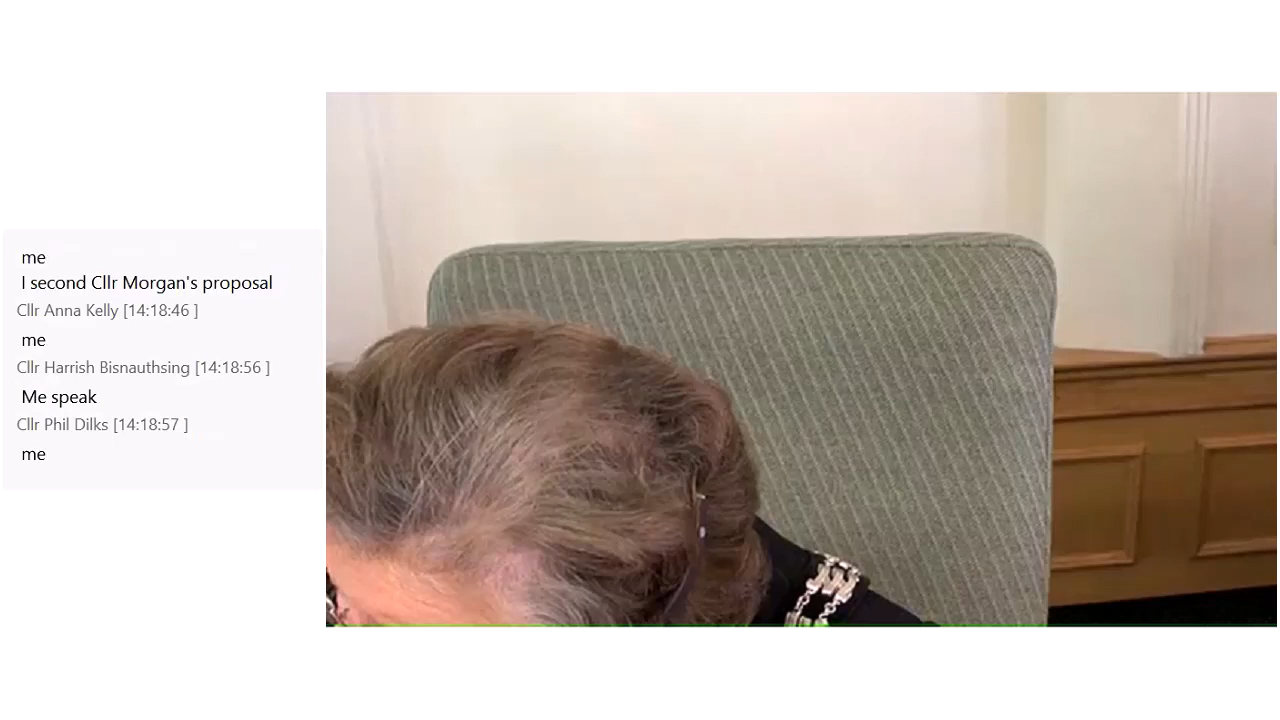 me
I second Cllr Morgan's proposal
Cllr Anna Kelly [14:18:46 ]
me
Cllr Harrish Bisnauthsing [14:18:56 ]
Me speak
Cllr Phil Dilks [14:18:57 ]
me